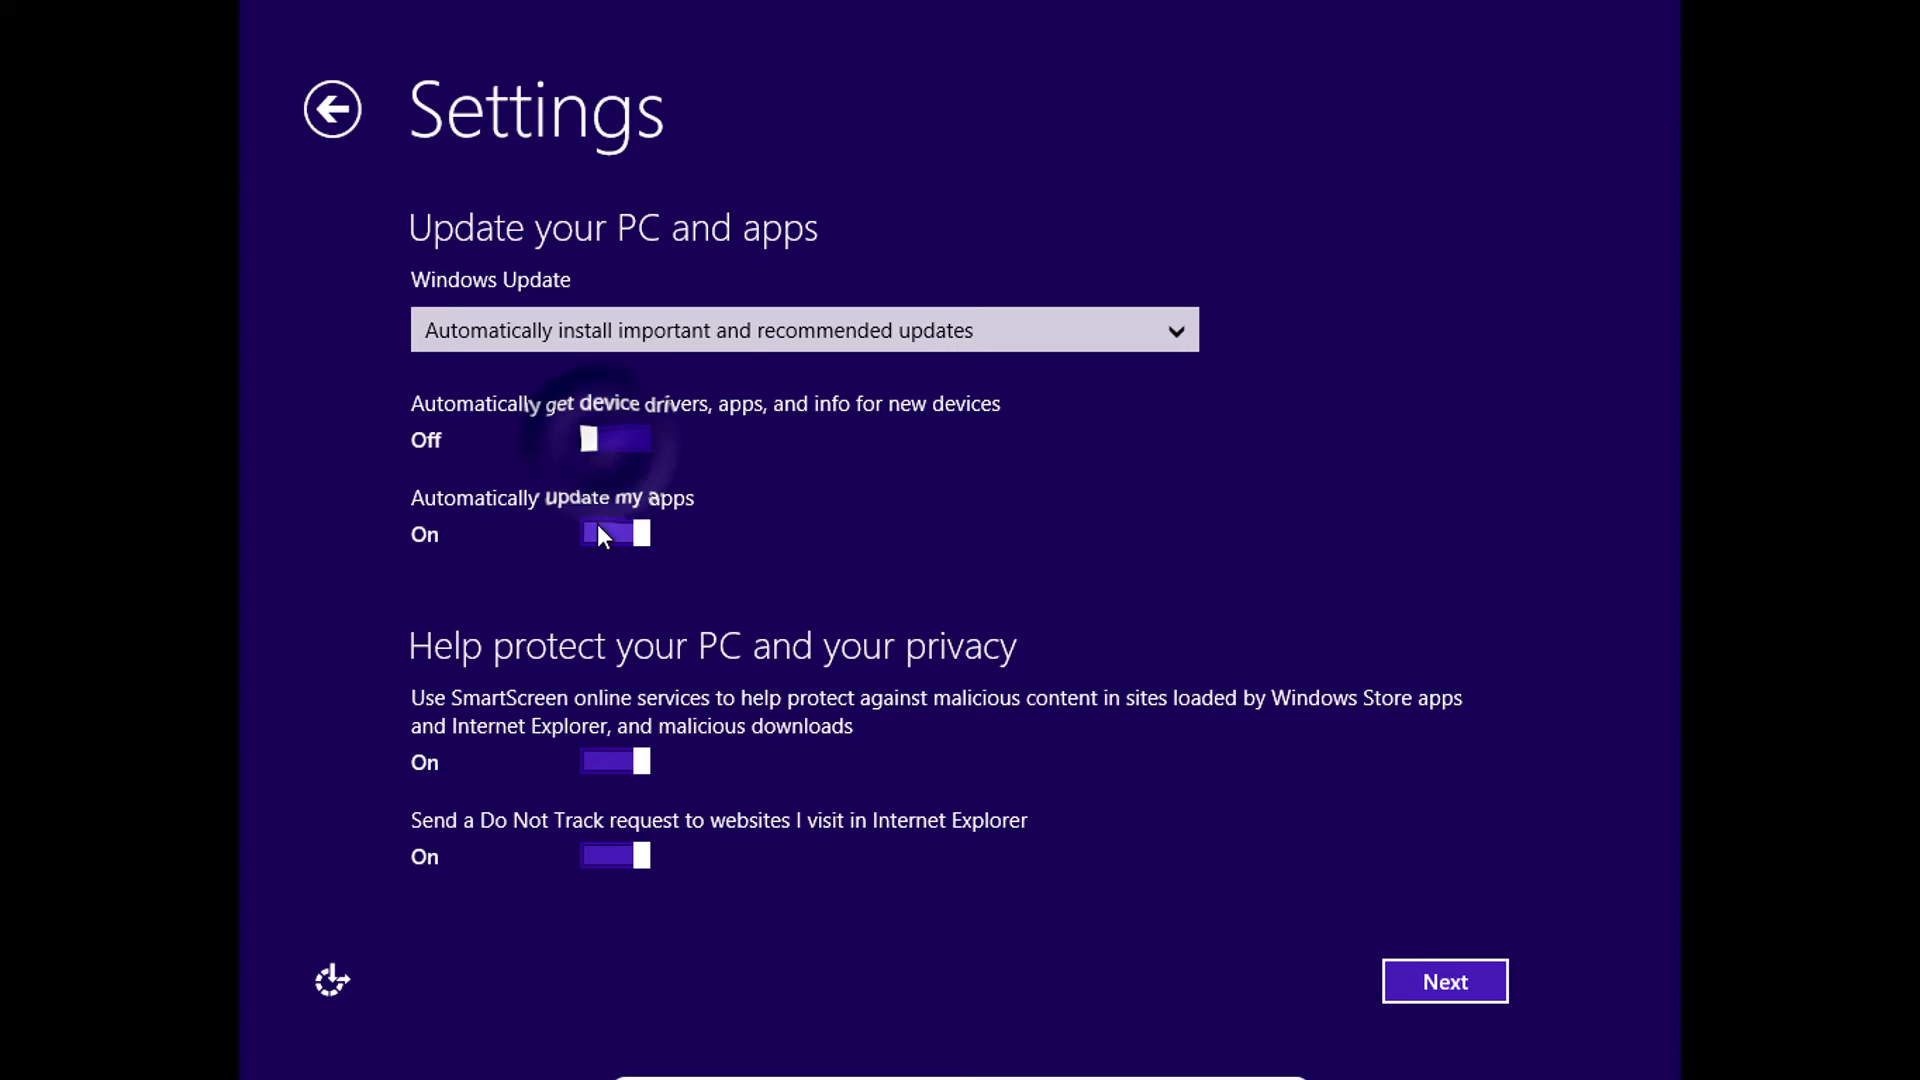 Settings
Update your PC and apps
Windows Update
Automatically install important and recommended updates
Automatically get device drivers, apps, and info for new devices
Off
Automatically update my apps
On
Help protect your PC and your privacy
Use SmartScreen online services to help protect against malicious content in sites loaded by Windows Store apps
and Internet Explorer, and malicious downloads
On
Send a Do Not Track request to websites I visit in Internet Explorer
On
Next